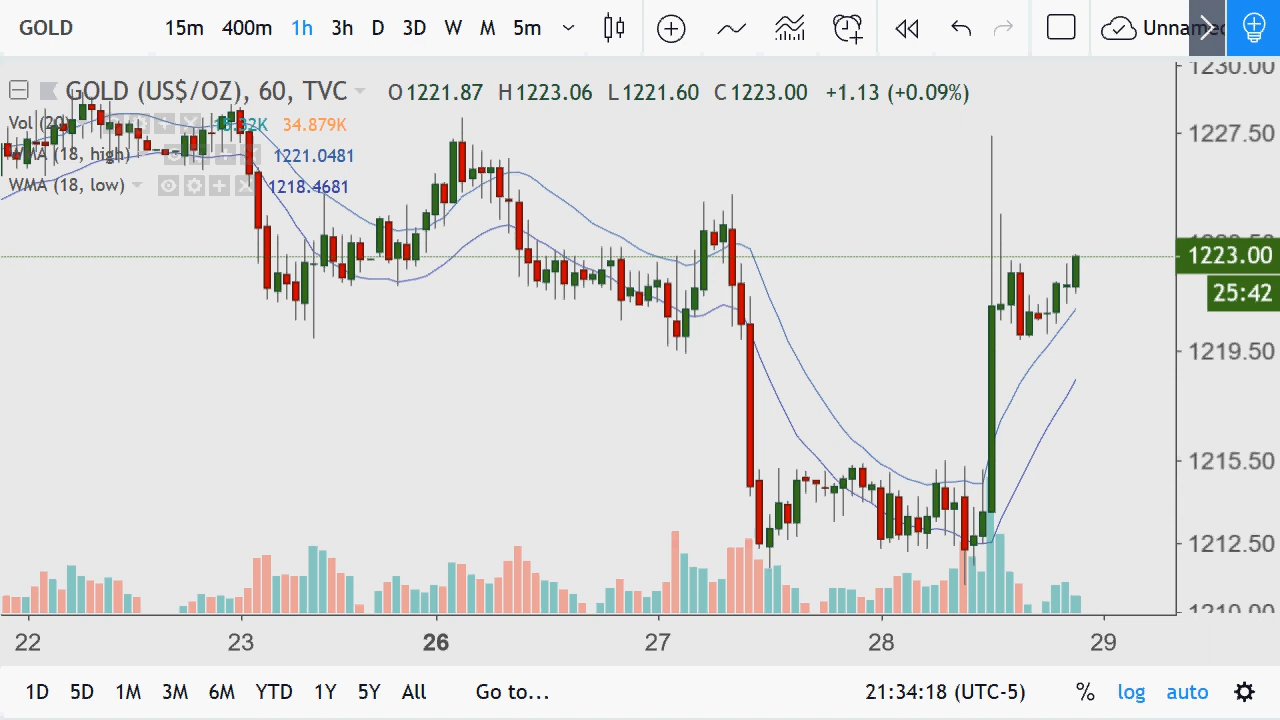 GOLD 15m 400m 1h 3h D 3D W M 5m
GOLD (US$/OZ), 60, TVC O1221.87 H1223.06 L1221.60 C1223.00 +1.13 (+0.09%)
Vol (20) 34.879K
WMA (18, high) 1221.0481
WMA (18, low) 1218.4681
1230.00
1227.50
1223.00
25:42
1219.50
1215.50
1212.50
1210.00
22 23 26 27 28 29
1D 5D 1M 3M 6M YTD 1Y 5Y All Go to... 21:34:18 (UTC-5) % log auto